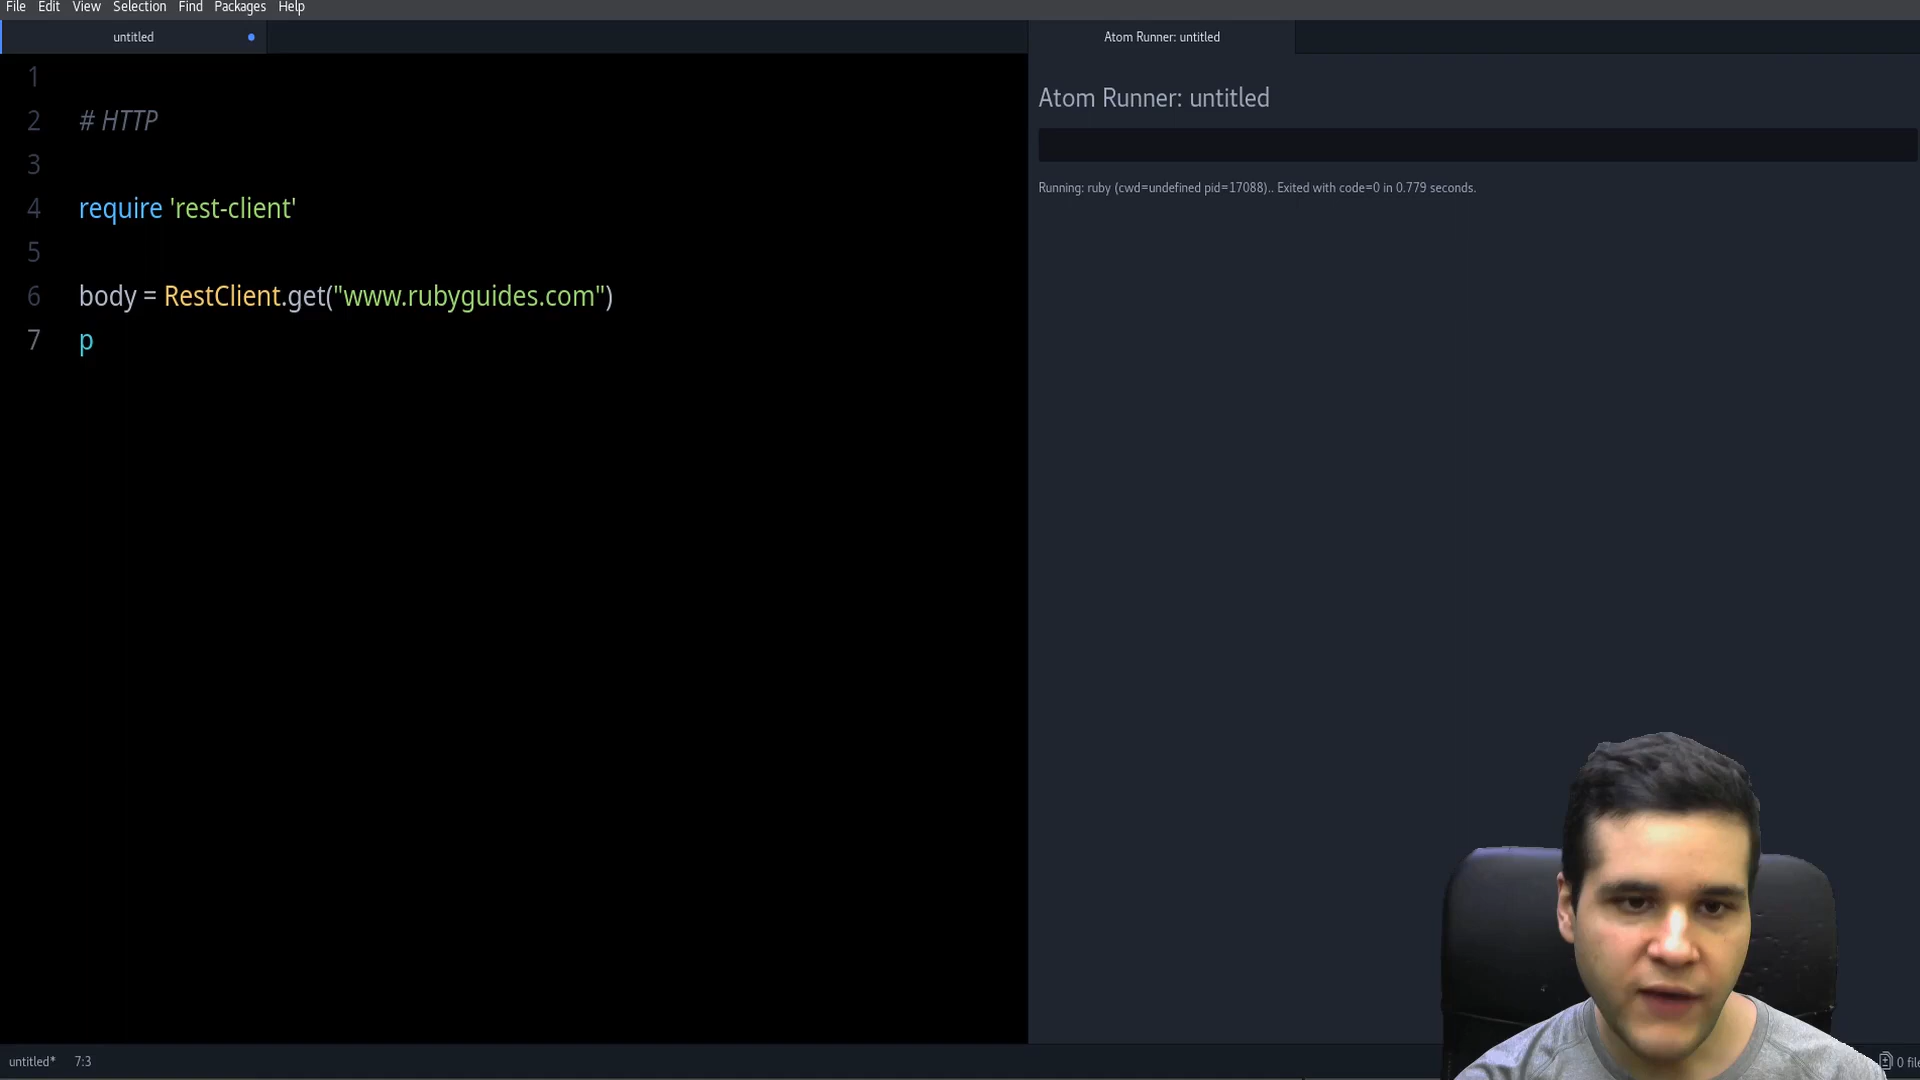 File Edit View Selection Find Packages Help
untitled
Atom Runner: untitled
1
2 # HTTP
3
4 require 'rest-client'
5
6 body = RestClient.get("www.rubyguides.com")
7 p
Atom Runner: untitled
Running: ruby (cwd=undefined pid=17088).. Exited with code=0 in 0.779 seconds.
untitled* 7:3
0 file